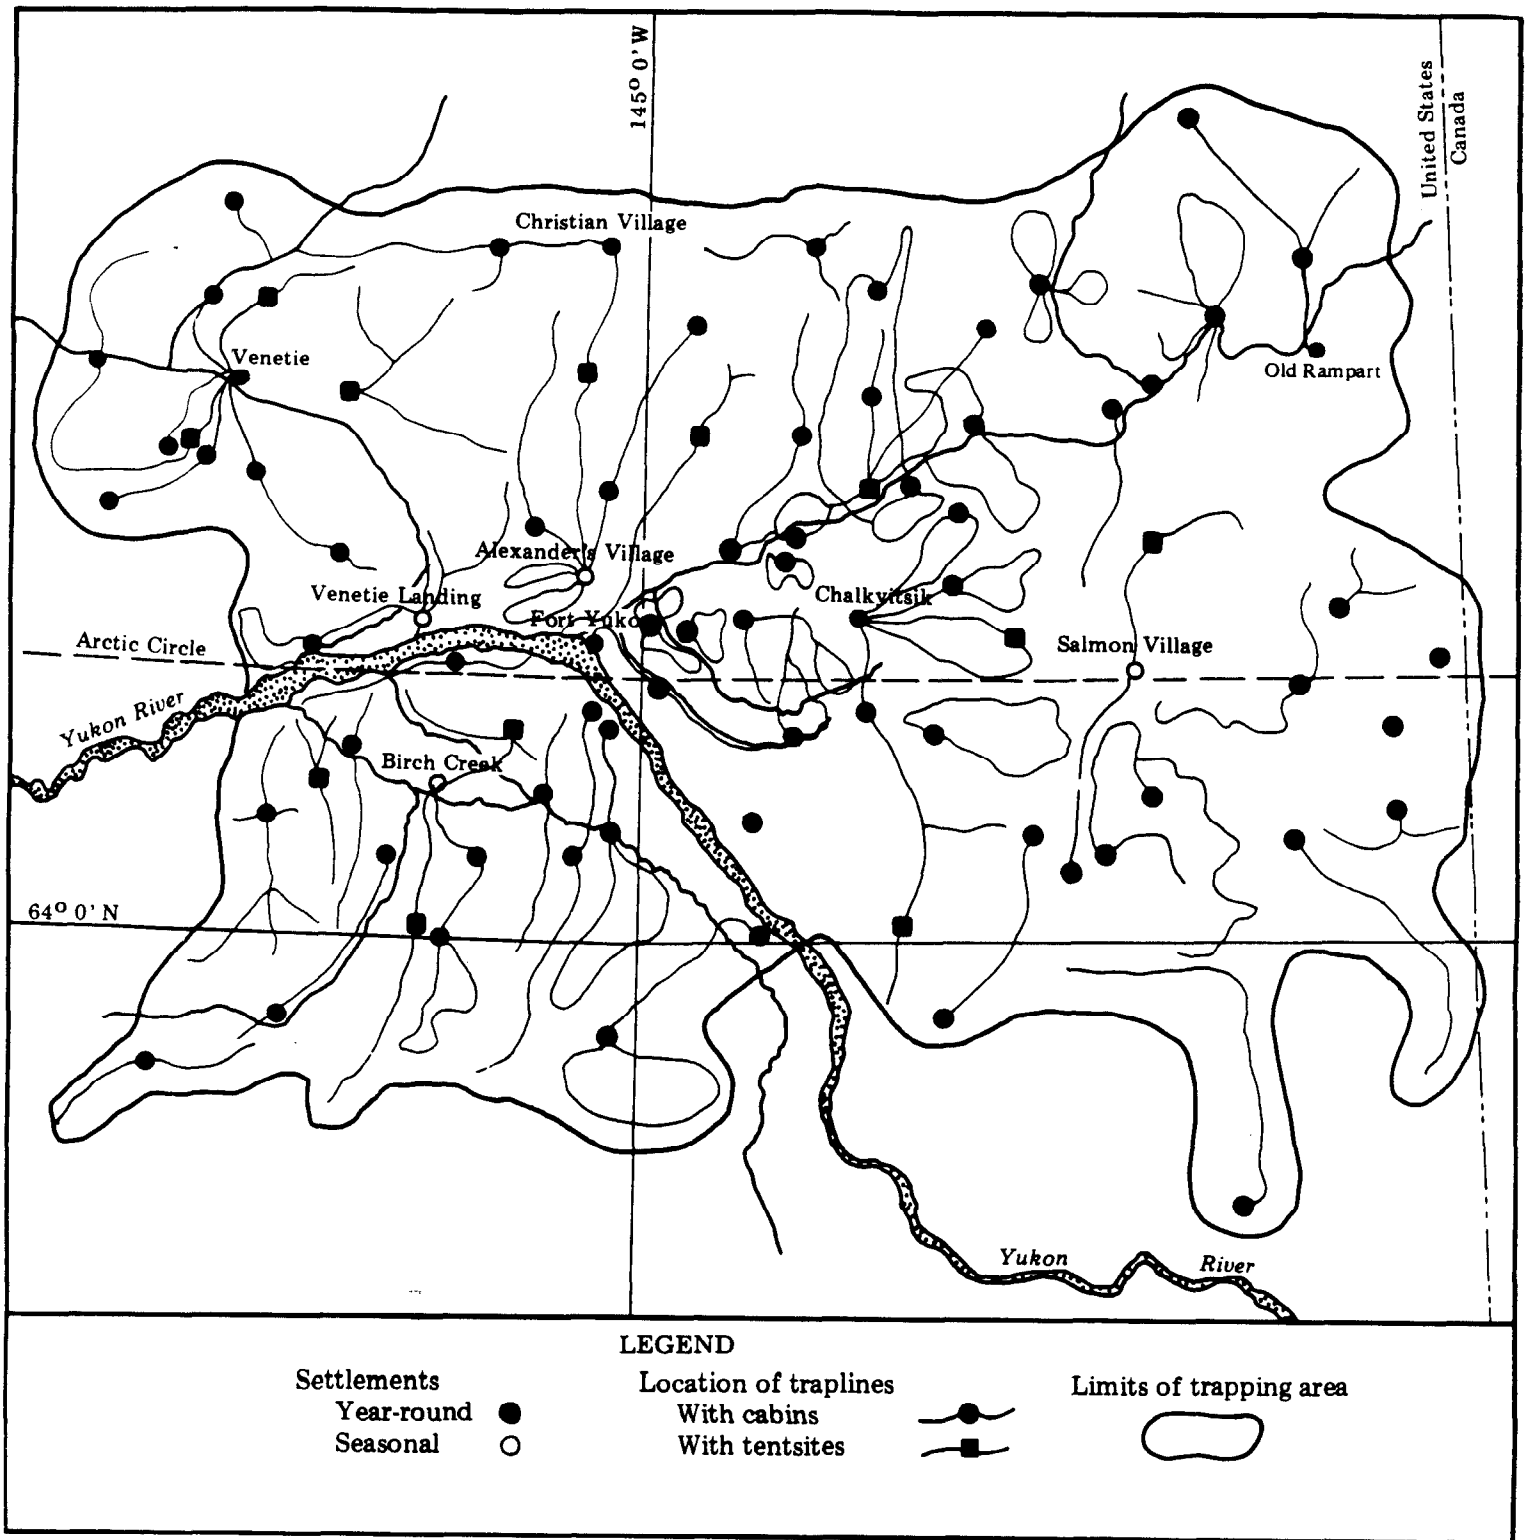 145° 0' W
United States
Canada
Christian Village
Venetie
Old Rampart
Alexander's Village
Venetie Landing
Chalkyitsik
Fort Yuko
Arctic Circle
Salmon Village
Yukon River
Birch Creek
64° 0' N
Yukon River
LEGEND
Settlements
Year-round
Seasonal
Location of traplines
With cabins
With tentsites
Limits of trapping area